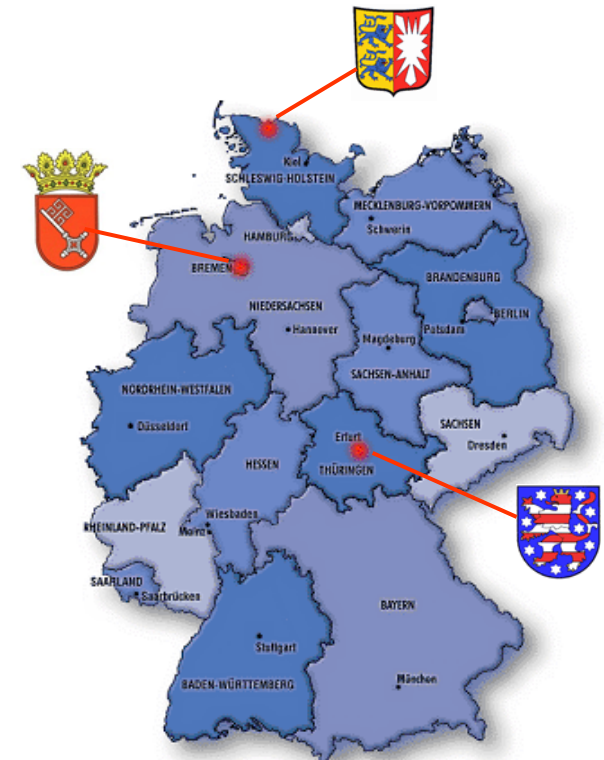 Kiel
SCHLESWIG-HOLSTEIN
MECKLENBURG-VORPOMMERN
Schwerin
HAMBURG
BREMEN
BRANDENBURG
NIEDERSACHSEN
BERLIN
Hannover
Potsdam
Magdeburg
SACHSEN-ANHALT
NORDRHEIN-WESTFALEN
Düsseldorf
SACHSEN
Erfurt
Dresden
HESSEN
THÜRINGEN
Wiesbaden
RHEINLAND-PFALZ
Mainz
SAARLAND
Saarbrücken
BAYERN
Stuttgart
München
BADEN-WÜRTTEMBERG